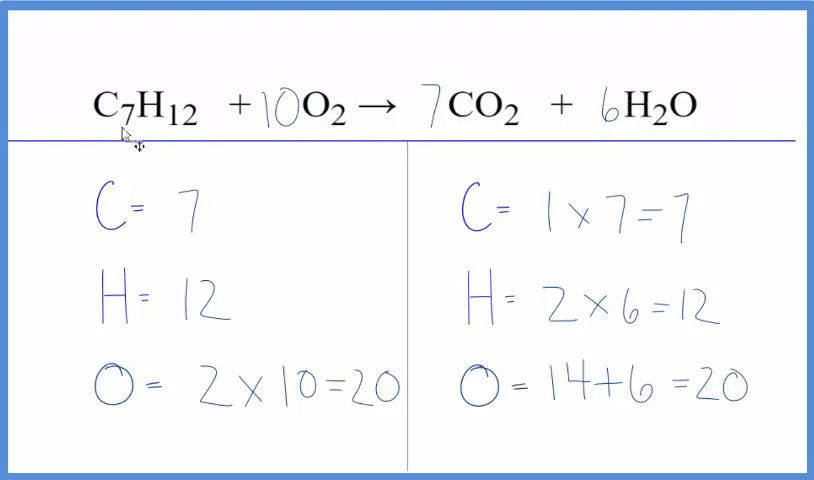 C₇H₁₂ + 10O₂ → 7CO₂ + 6H₂O
C = 7
H = 12
O = 2 × 10 = 20
C = 1 × 7 = 7
H = 2 × 6 = 12
O = 14 + 6 = 20